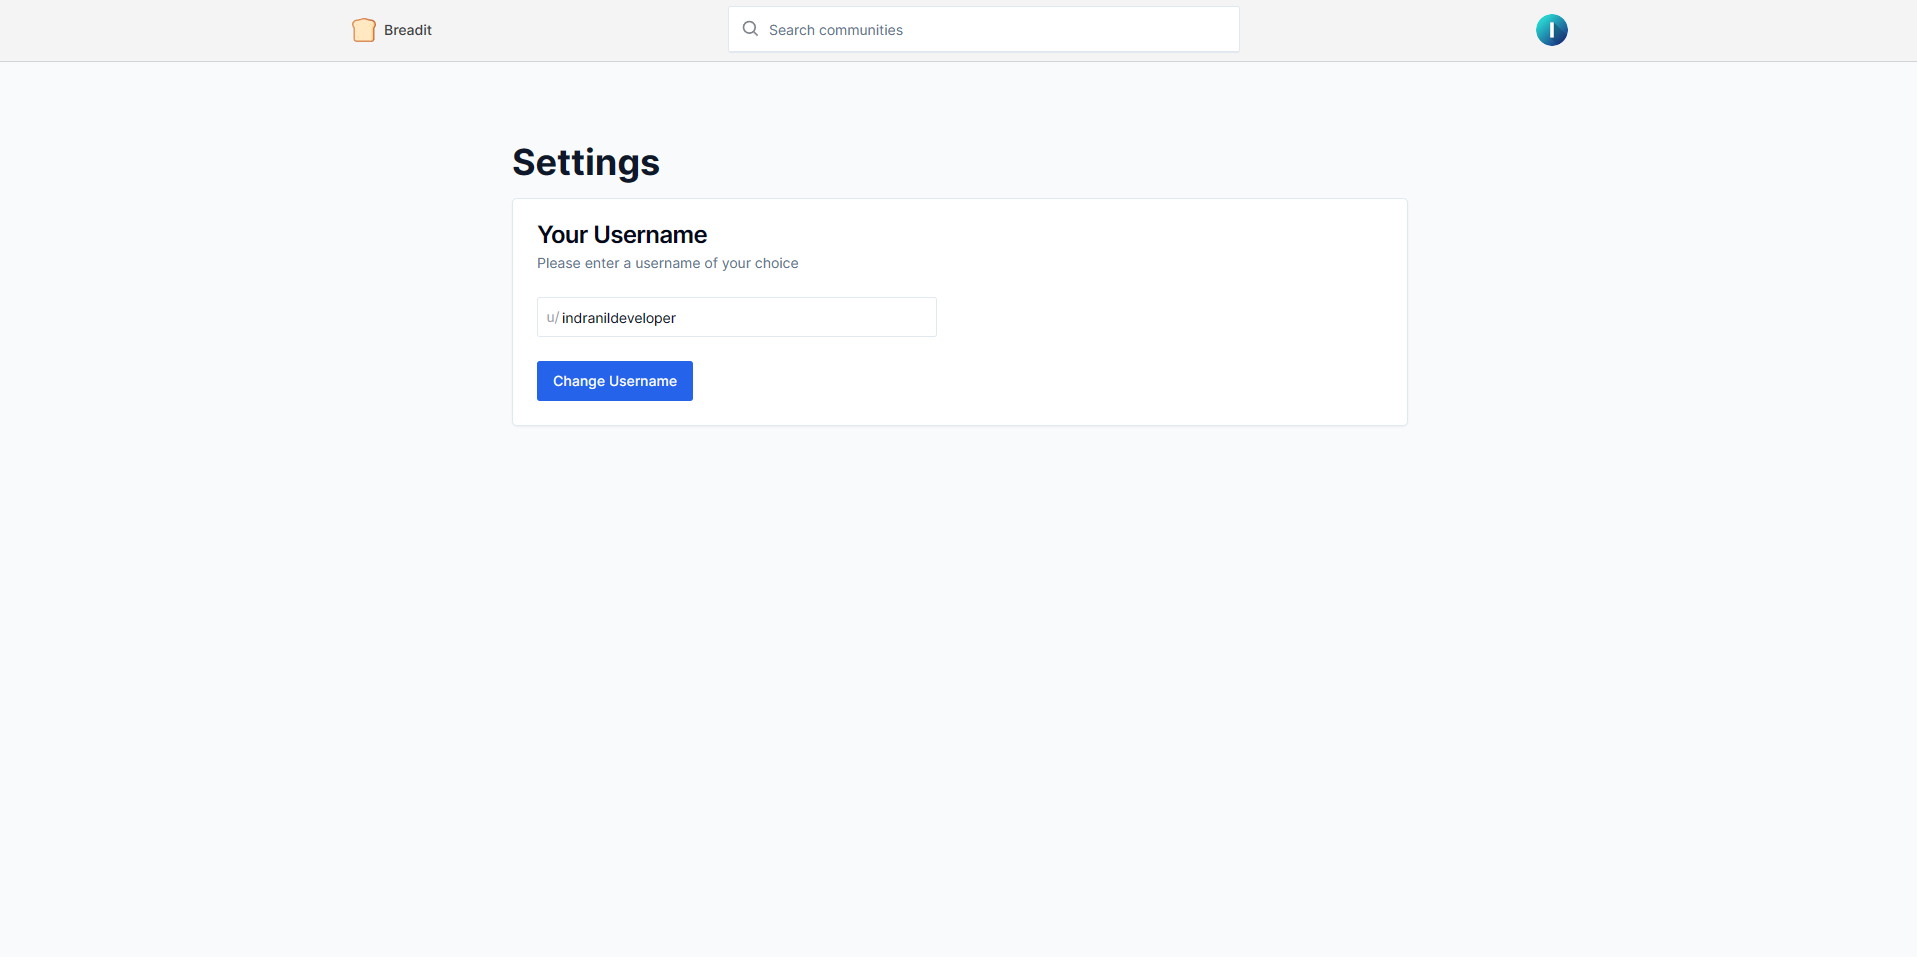 Breadit
Search communities
I
Settings
Your Username
Please enter a username of your choice
u/ indranildeveloper
Change Username